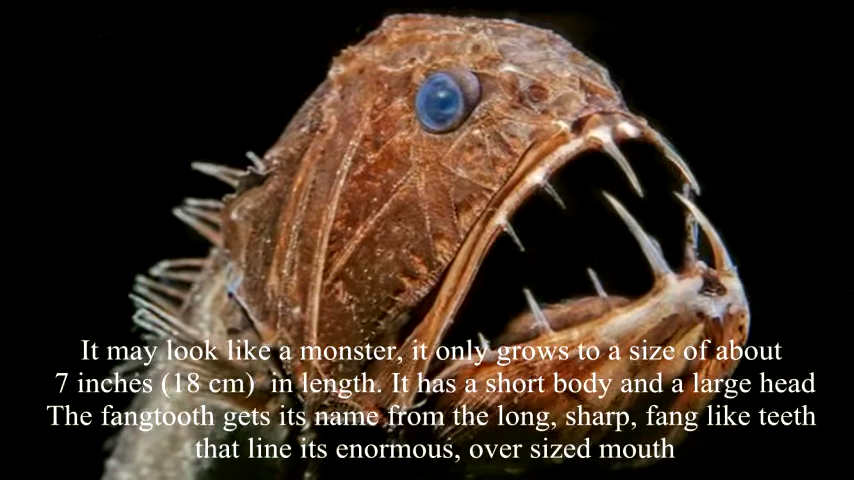 It may look like a monster, it only grows to a size of about
7 inches (18 cm)  in length. It has a short body and a large head
The fangtooth gets its name from the long, sharp, fang like teeth
that line its enormous, over sized mouth